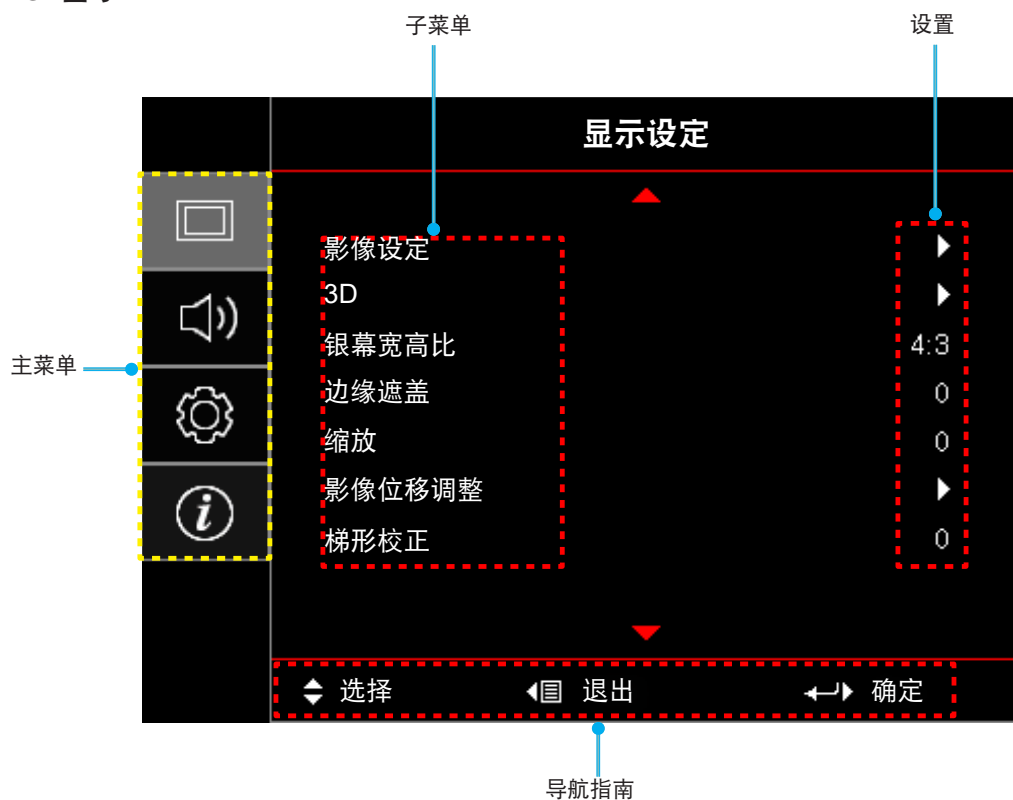 子菜单
设置
显示设定
影像设定
3D
银幕宽高比 4:3
边缘遮盖 0
缩放 0
影像位移调整
梯形校正 0
主菜单
选择 退出 确定
导航指南